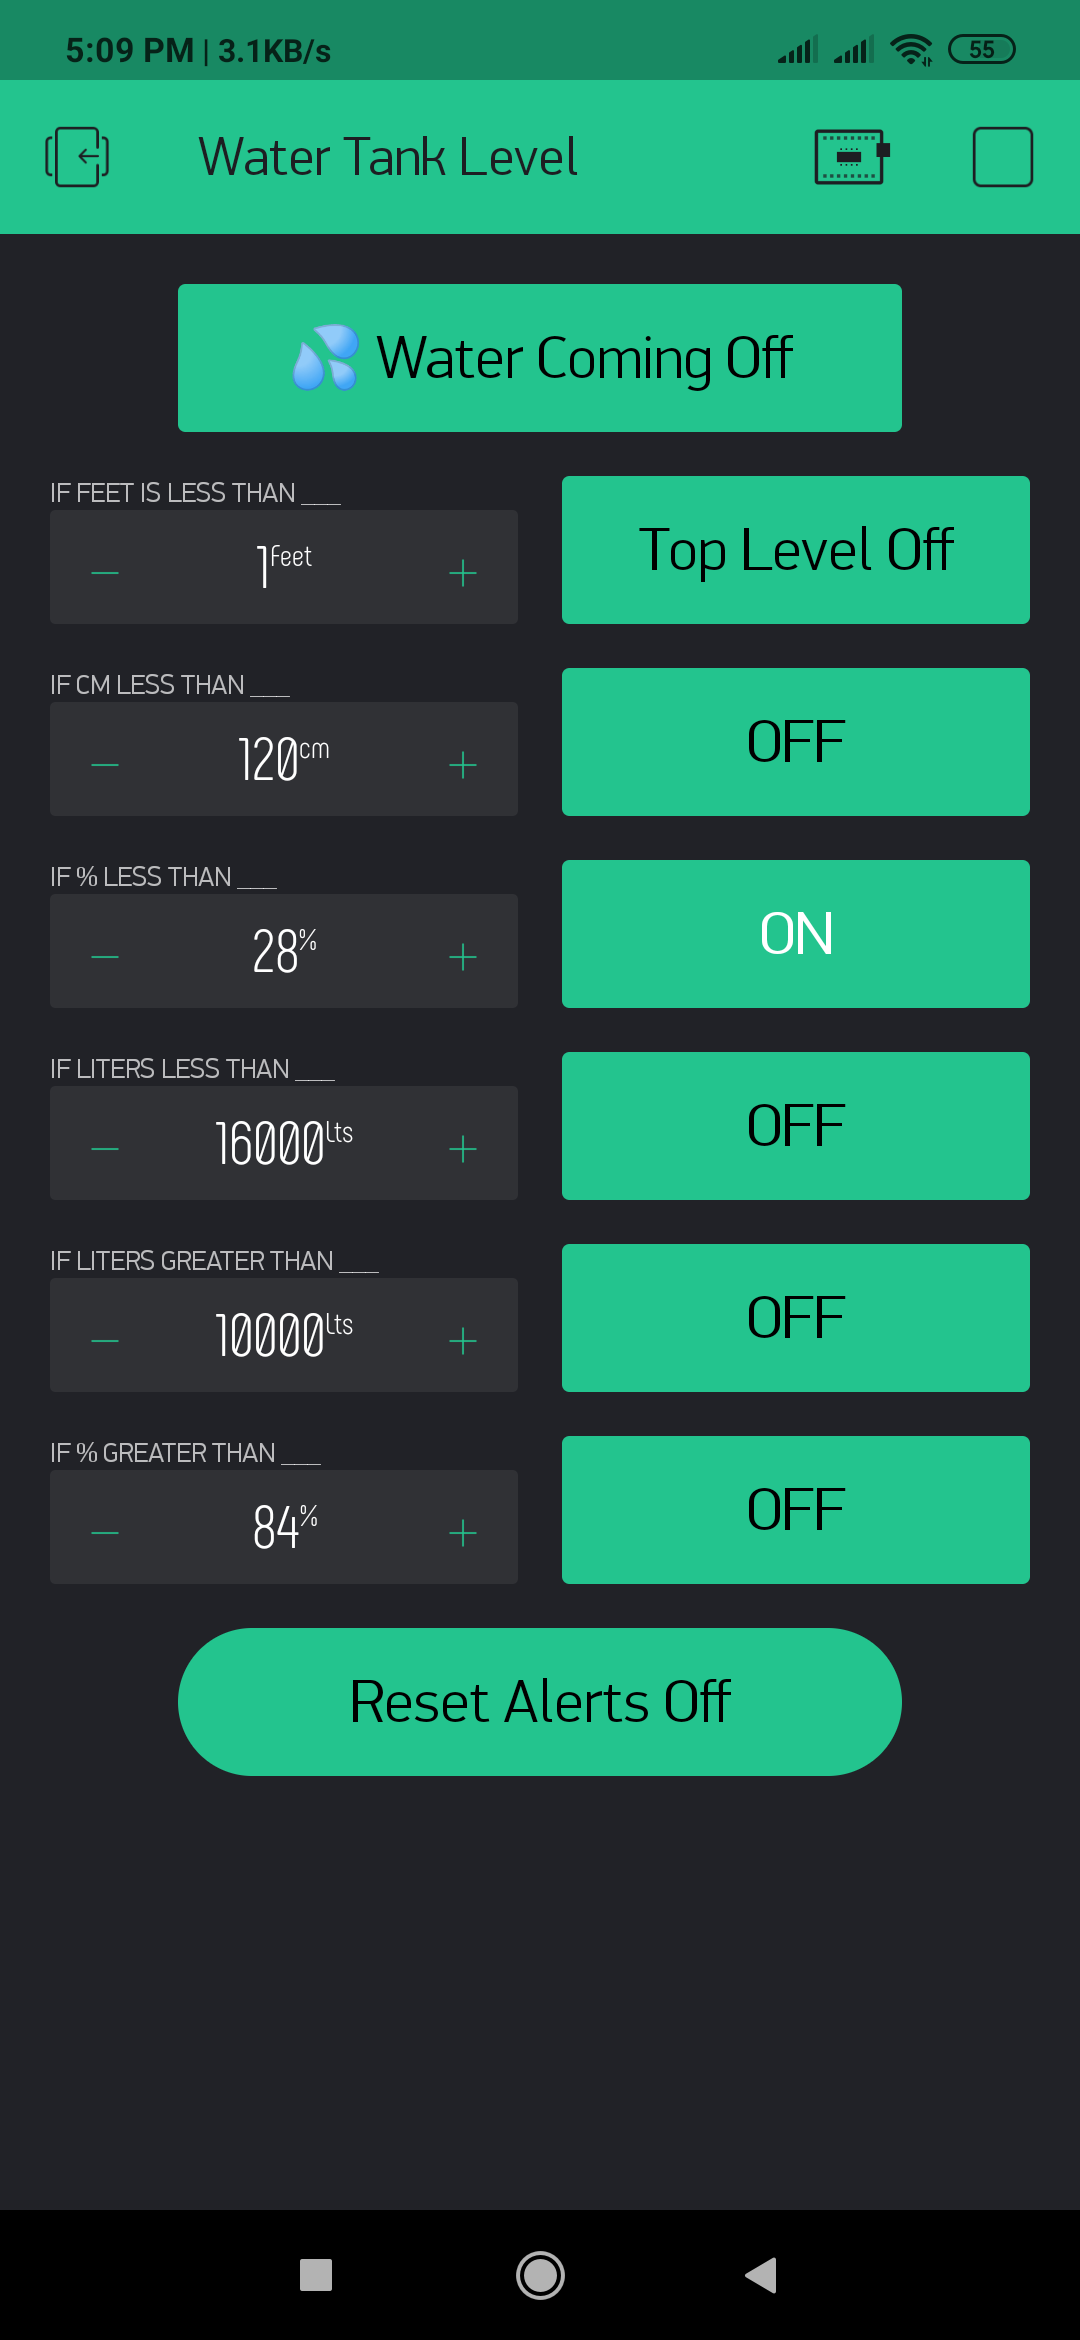 5:09 PM | 3.1KB/s
55
Water Tank Level
💦 Water Coming Off
IF FEET IS LESS THAN ___
1feet
Top Level Off
IF CM LESS THAN ___
120cm
OFF
IF % LESS THAN ___
28%
ON
IF LITERS LESS THAN ___
16000Lts
OFF
IF LITERS GREATER THAN ___
10000Lts
OFF
IF % GREATER THAN ___
84%
OFF
Reset Alerts Off